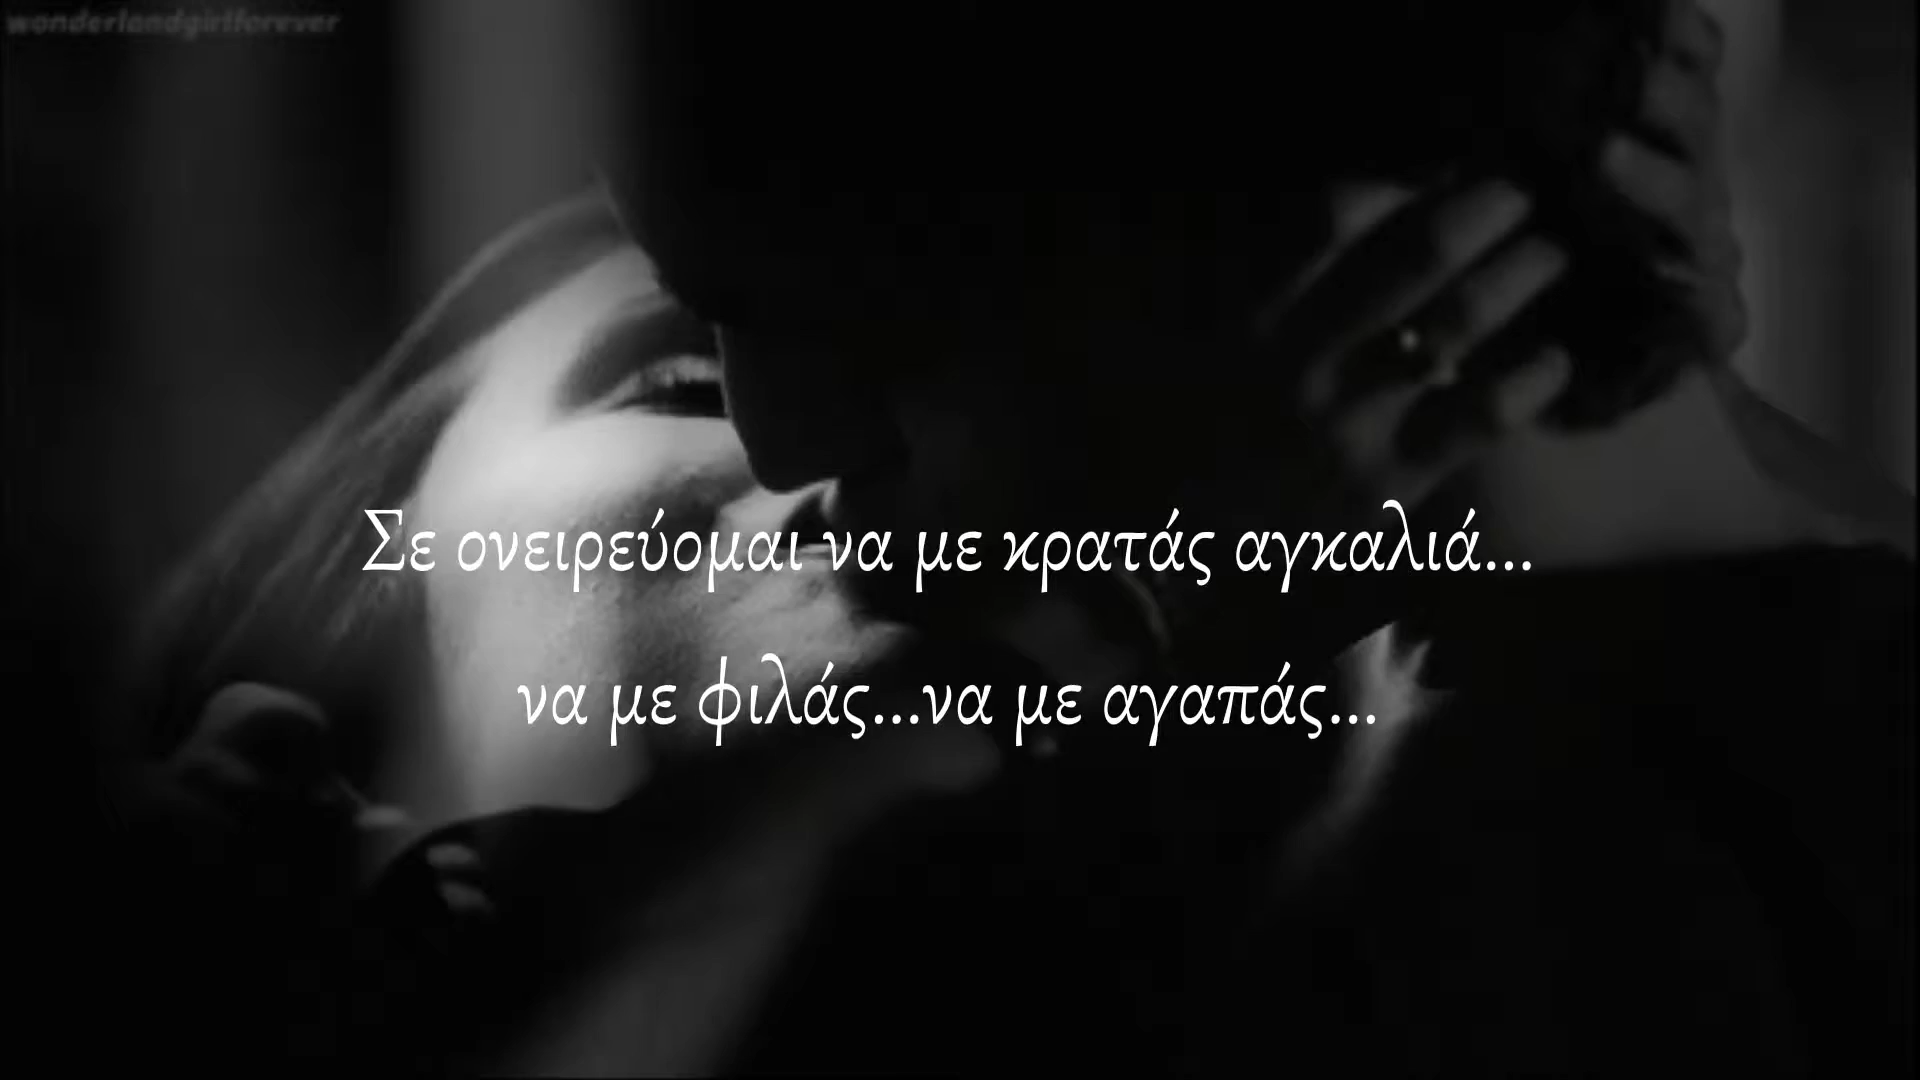 wonderlandgirlforever
Σε ονειρεύομαι να με κρατάς αγκαλιά...
να με φιλάς...να με αγαπάς...